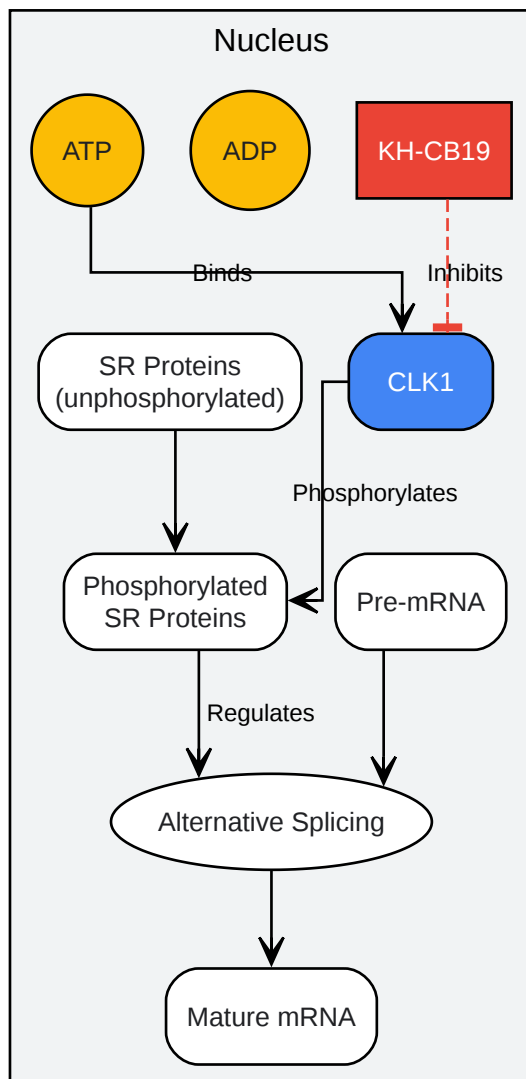 Nucleus
ATP
ADP
KH-CB19
Binds
Inhibits
SR Proteins
(unphosphorylated)
CLK1
Phosphorylates
Phosphorylated
SR Proteins
Pre-mRNA
Regulates
Alternative Splicing
Mature mRNA